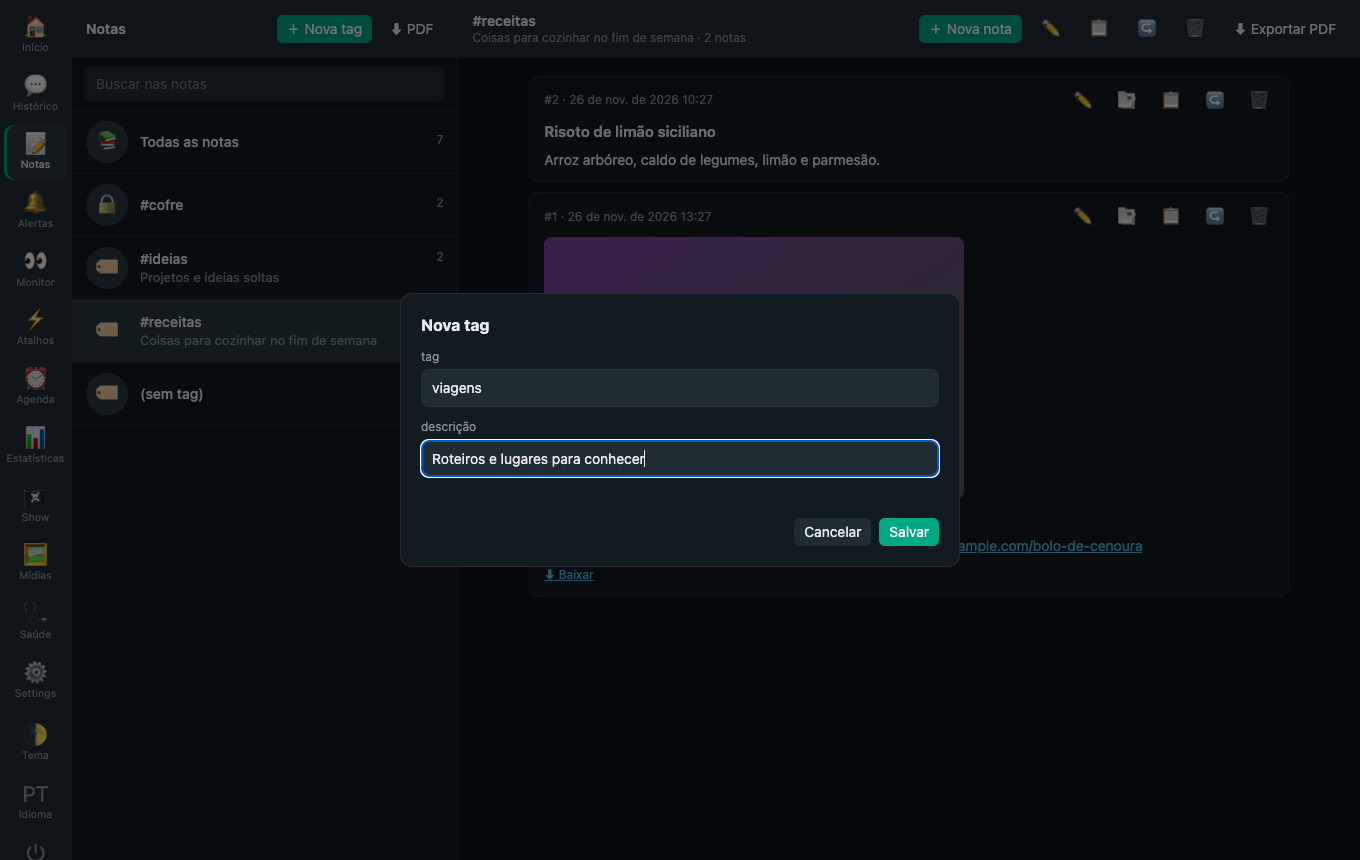 Início
Histórico
Notas
Alertas
Monitor
Atalhos
Agenda
Estatísticas
Show
Mídias
Saúde
Settings
Tema
PT
Idioma
Notas
+ Nova tag
⬇ PDF
Buscar nas notas
Todas as notas
7
#cofre
2
#ideias
2
Projetos e ideias soltas
#receitas
Coisas para cozinhar no fim de semana
(sem tag)
#receitas
Coisas para cozinhar no fim de semana · 2 notas
+ Nova nota
⬇ Exportar PDF
#2 · 26 de nov. de 2026 10:27
Risoto de limão siciliano
Arroz arbóreo, caldo de legumes, limão e parmesão.
#1 · 26 de nov. de 2026 13:27
ample.com/bolo-de-cenoura
⬇ Baixar
Nova tag
tag
viagens
descrição
Roteiros e lugares para conhecer
Cancelar
Salvar